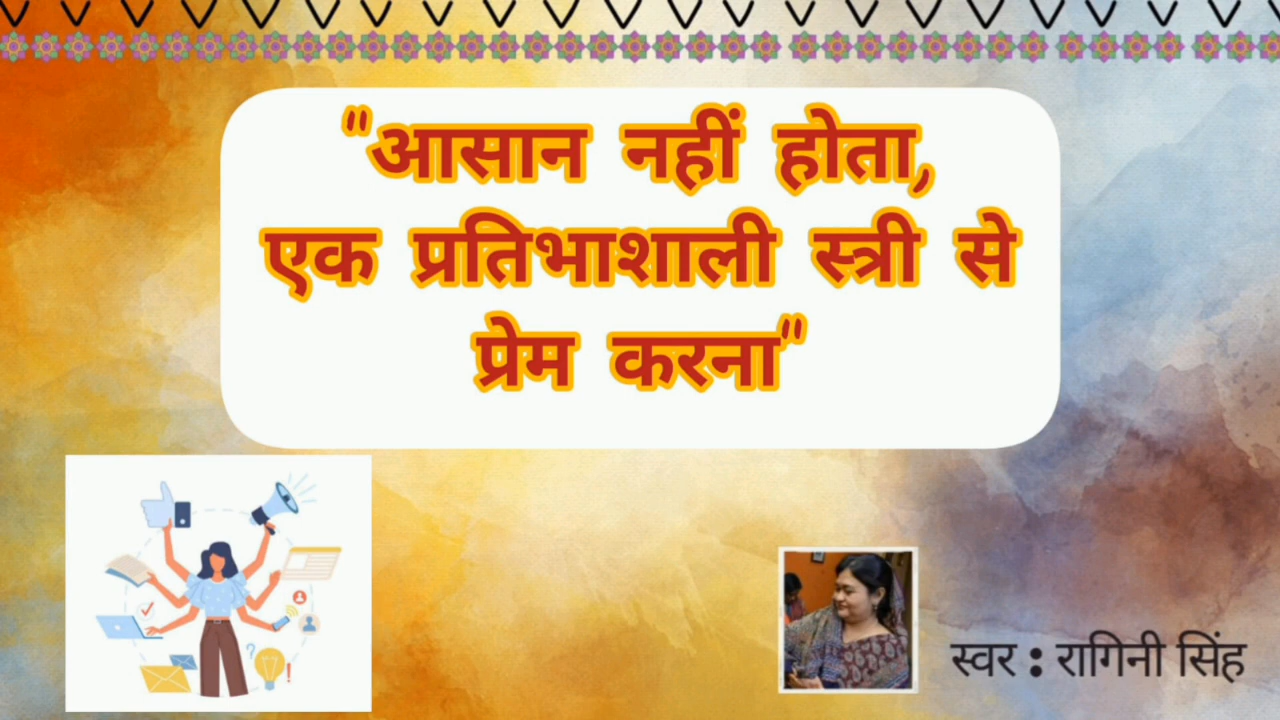 "आसान नहीं होता,
एक प्रतिभाशाली स्त्री से
प्रेम करना"
स्वर : रागिनी सिंह